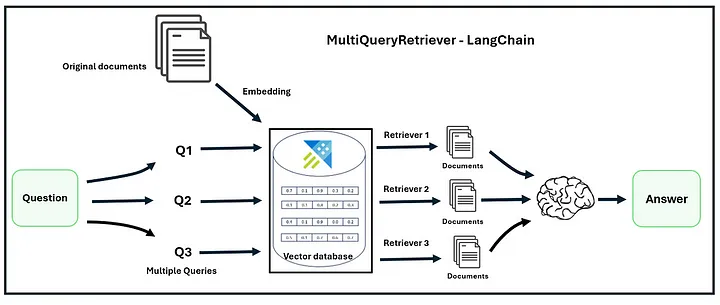 MultiQueryRetriever - LangChain
Original documents
Embedding
Question
Q1
Q2
Q3
Multiple Queries
Vector database
Retriever 1
Documents
Retriever 2
Documents
Retriever 3
Documents
Answer